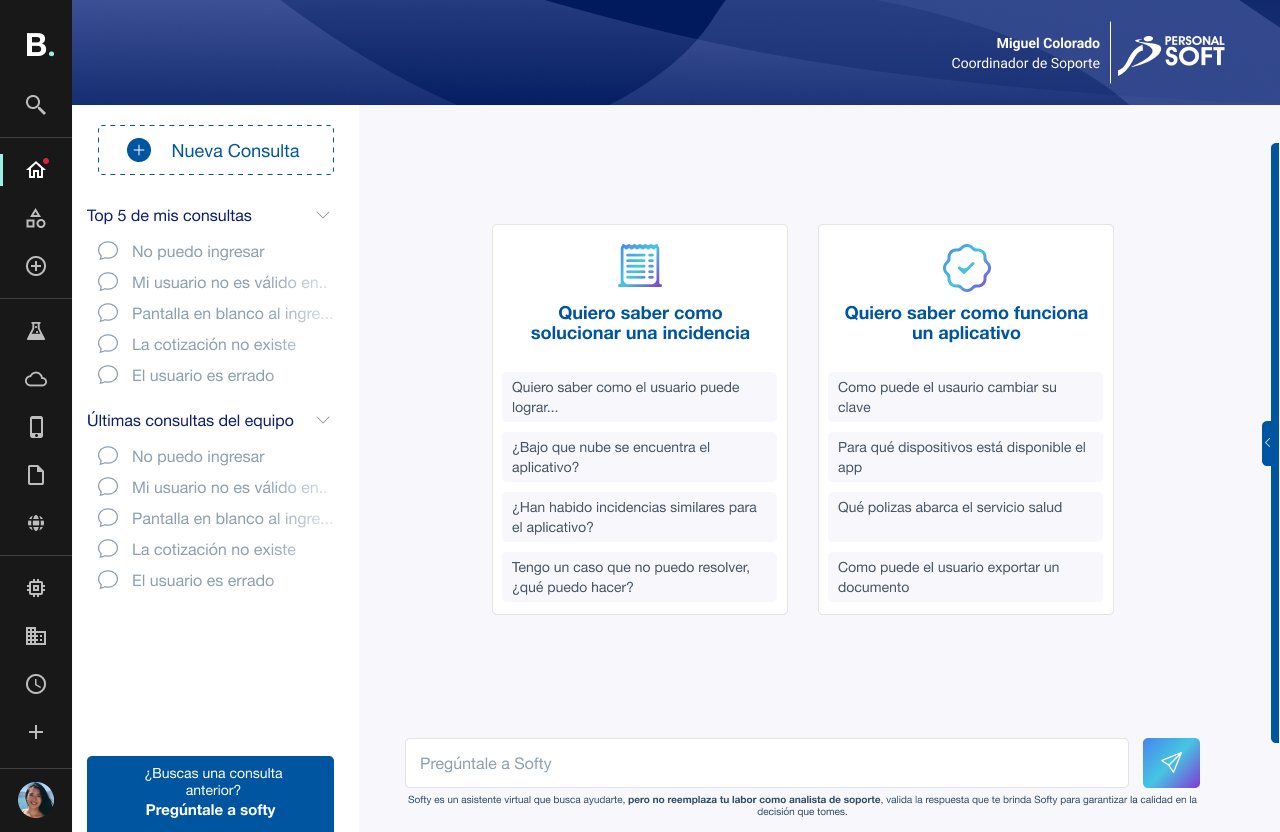 B.
Miguel Colorado
Coordinador de Soporte
PERSONAL
SOFT
Nueva Consulta
Top 5 de mis consultas
No puedo ingresar
Mi usuario no es válido en..
Pantalla en blanco al ingre...
La cotización no existe
El usuario es errado
Últimas consultas del equipo
No puedo ingresar
Mi usuario no es válido en..
Pantalla en blanco al ingre...
La cotización no existe
El usuario es errado
¿Buscas una consulta
anterior?
Pregúntale a softy
Quiero saber como
solucionar una incidencia
Quiero saber como el usuario puede
lograr...
¿Bajo que nube se encuentra el
aplicativo?
¿Han habido incidencias similares para
el aplicativo?
Tengo un caso que no puedo resolver,
¿qué puedo hacer?
Quiero saber como funciona
un aplicativo
Como puede el usaurio cambiar su
clave
Para qué dispositivos está disponible el
app
Qué polizas abarca el servicio salud
Como puede el usuario exportar un
documento
Pregúntale a Softy
Softy es un asistente virtual que busca ayudarte, pero no reemplaza tu labor como analista de soporte, valida la respuesta que te brinda Softy para garantizar la calidad en la
decisión que tomes.